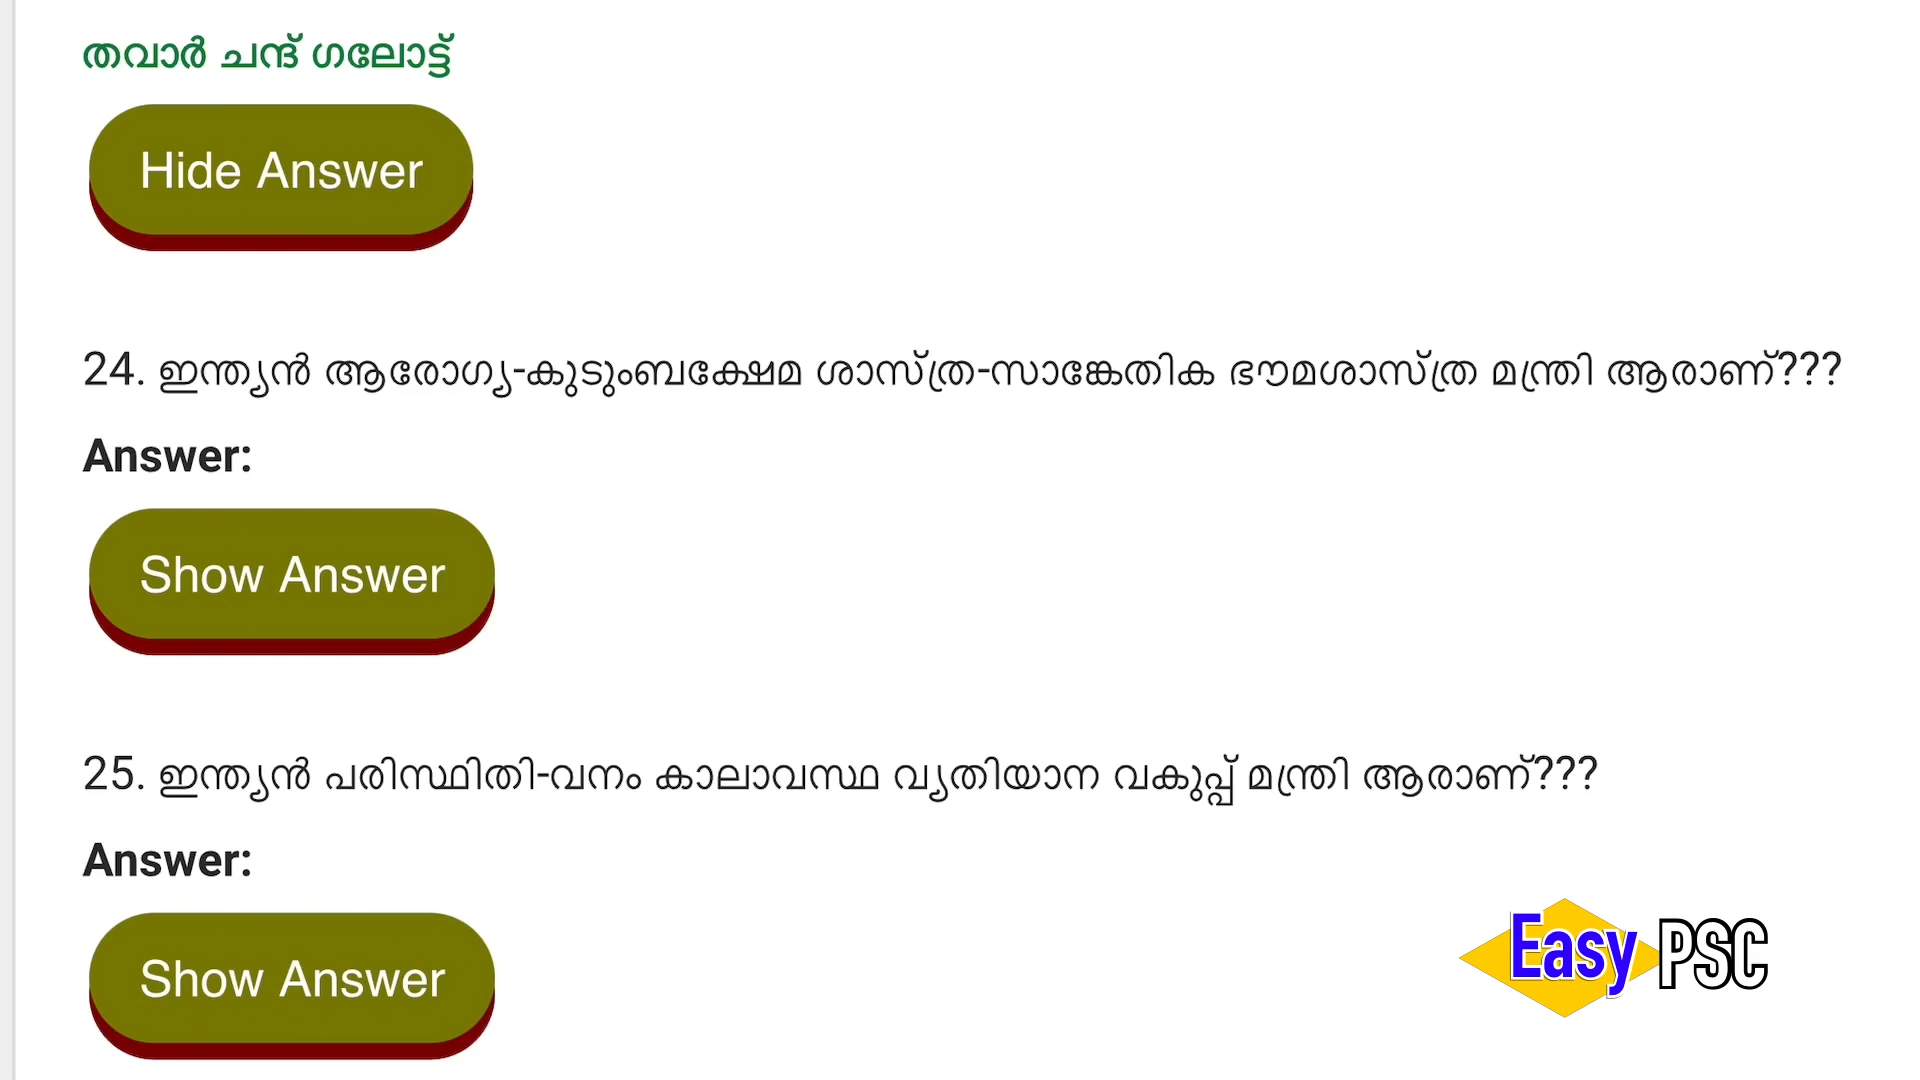 തവാർ ചന്ദ് ഗലോട്ട്
Hide Answer
24. ഇന്ത്യൻ ആരോഗ്യ-കുടുംബക്ഷേമ ശാസ്ത്ര-സാങ്കേതിക ഭൗമശാസ്ത്ര മന്ത്രി ആരാണ്???
Answer:
Show Answer
25. ഇന്ത്യൻ പരിസ്ഥിതി-വനം കാലാവസ്ഥ വ്യതിയാന വകുപ്പ് മന്ത്രി ആരാണ്???
Answer:
Show Answer
Easy PSC